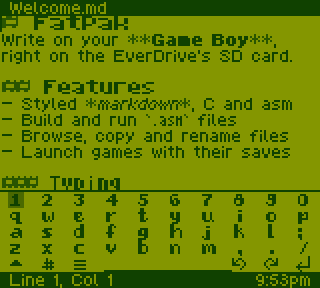 Welcome.md
# FatPak
Write on your **Game Boy**,
right on the EverDrive's SD card.
## Features
- Styled *markdown*, C and asm
- Build and run `.asm` files
- Browse, copy and rename files
- Launch games with their saves
### Typing
1 2 3 4 5 6 7 8 9 0
q w e r t y u i o p
a s d f g h j k l ;
z x c v b n m , . /
#
Line 1, Col 1 9:53pm